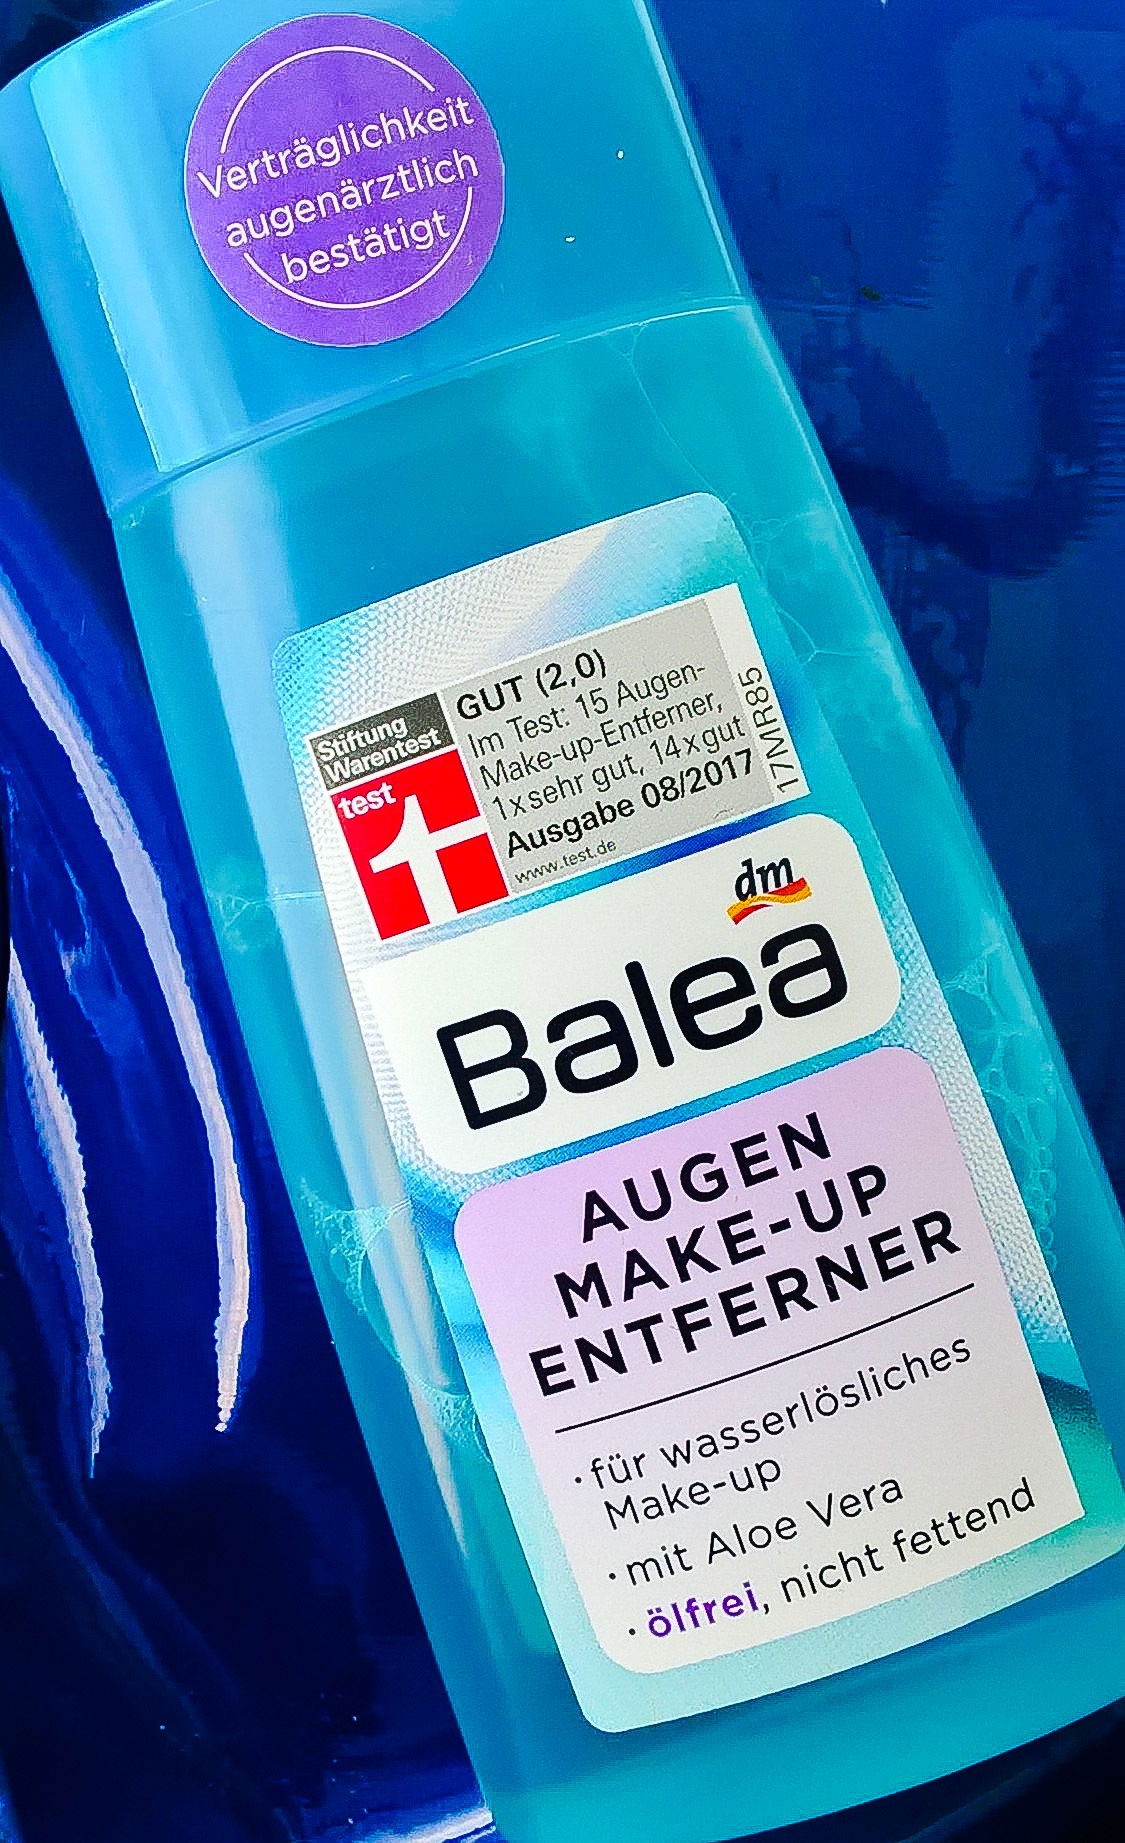 Verträglichkeit
augenärztlich
bestätigt
Stiftung
Warentest
test
GUT (2,0)
Im Test: 15 Augen-
Make-up-Entferner,
1 x sehr gut, 14 x gut
Ausgabe 08/2017
www.test.de
17MR85
dm
Balea
AUGEN
MAKE-UP
ENTFERNER
· für wasserlösliches
Make-up
· mit Aloe Vera
· ölfrei, nicht fettend